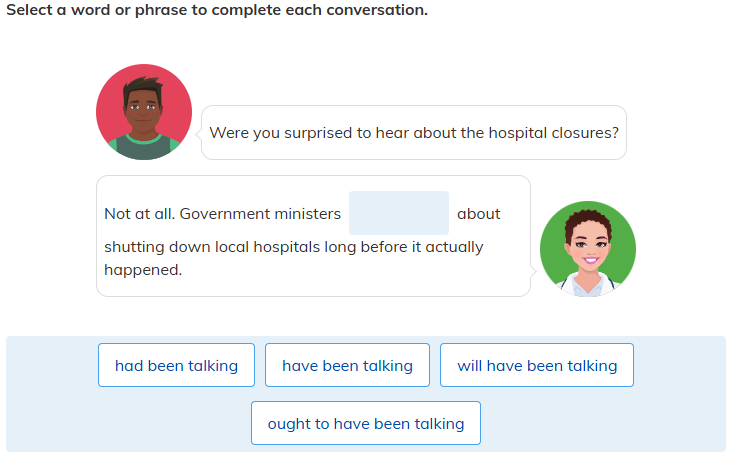 Select a word or phrase to complete each conversation.
Were you surprised to hear about the hospital closures?
Not at all. Government ministers about
shutting down local hospitals long before it actually
happened.
had been talking
have been talking
will have been talking
ought to have been talking